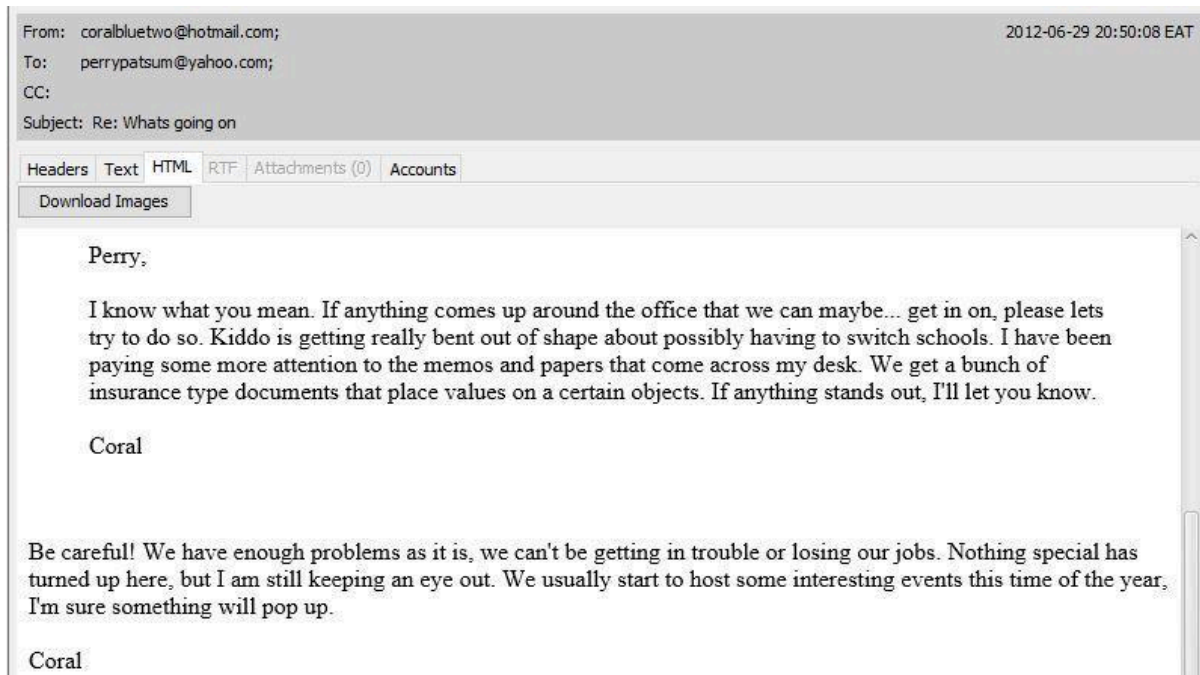 From: coralbluetwo@hotmail.com; 2012-06-29 20:50:08 EAT
To: perrypatsum@yahoo.com;
CC:
Subject: Re: Whats going on
Headers Text HTML RTF Attachments (0) Accounts
Download Images
Perry,
I know what you mean. If anything comes up around the office that we can maybe... get in on, please lets
try to do so. Kiddo is getting really bent out of shape about possibly having to switch schools. I have been
paying some more attention to the memos and papers that come across my desk. We get a bunch of
insurance type documents that place values on a certain objects. If anything stands out, I'll let you know.
Coral
Be careful! We have enough problems as it is, we can't be getting in trouble or losing our jobs. Nothing special has
turned up here, but I am still keeping an eye out. We usually start to host some interesting events this time of the year,
I'm sure something will pop up.
Coral